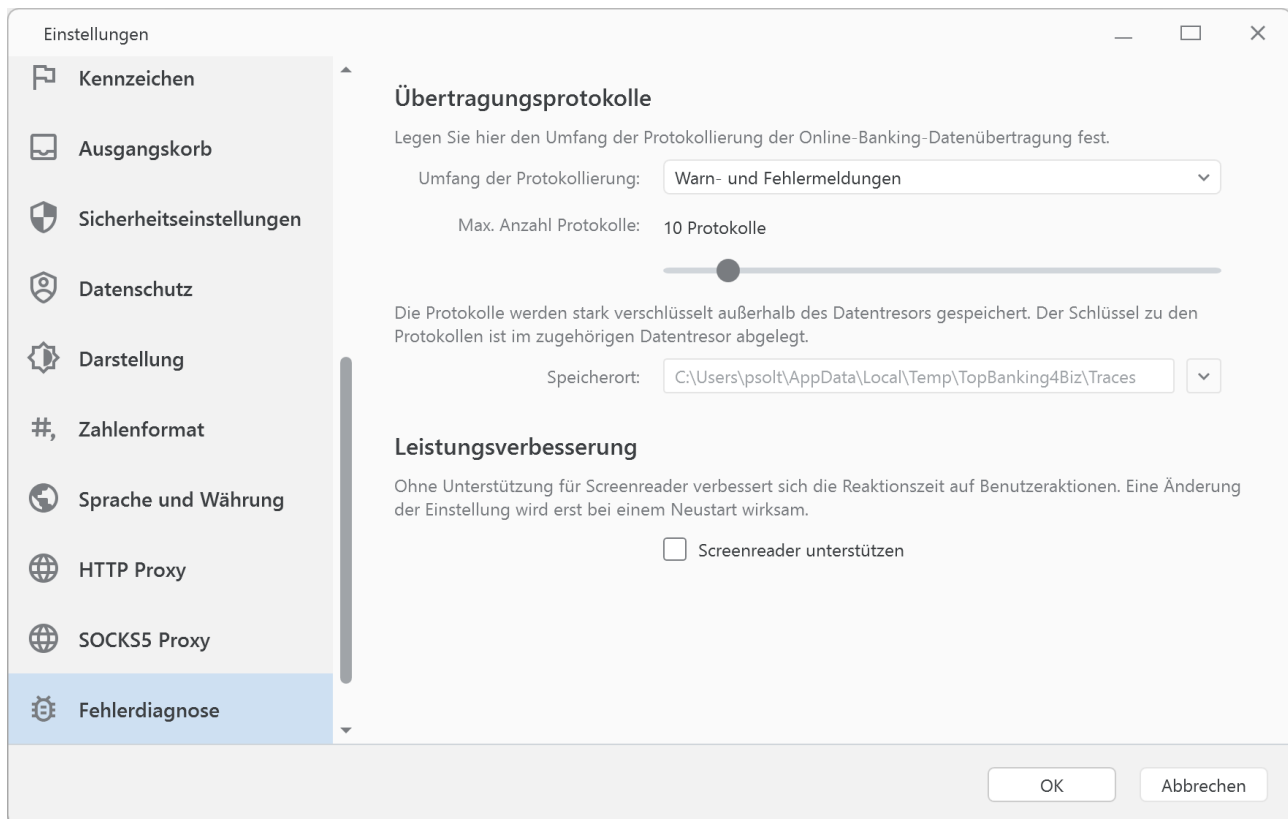 Einstellungen
Kennzeichen
Ausgangskorb
Sicherheitseinstellungen
Datenschutz
Darstellung
Zahlenformat
Sprache und Währung
HTTP Proxy
SOCKS5 Proxy
Fehlerdiagnose
Übertragungsprotokolle
Legen Sie hier den Umfang der Protokollierung der Online-Banking-Datenübertragung fest.
Umfang der Protokollierung: Warn- und Fehlermeldungen
Max. Anzahl Protokolle: 10 Protokolle
Die Protokolle werden stark verschlüsselt außerhalb des Datentresors gespeichert. Der Schlüssel zu den
Protokollen ist im zugehörigen Datentresor abgelegt.
Speicherort: C:\Users\psolt\AppData\Local\Temp\TopBanking4Biz\Traces
Leistungsverbesserung
Ohne Unterstützung für Screenreader verbessert sich die Reaktionszeit auf Benutzeraktionen. Eine Änderung
der Einstellung wird erst bei einem Neustart wirksam.
Screenreader unterstützen
OK
Abbrechen